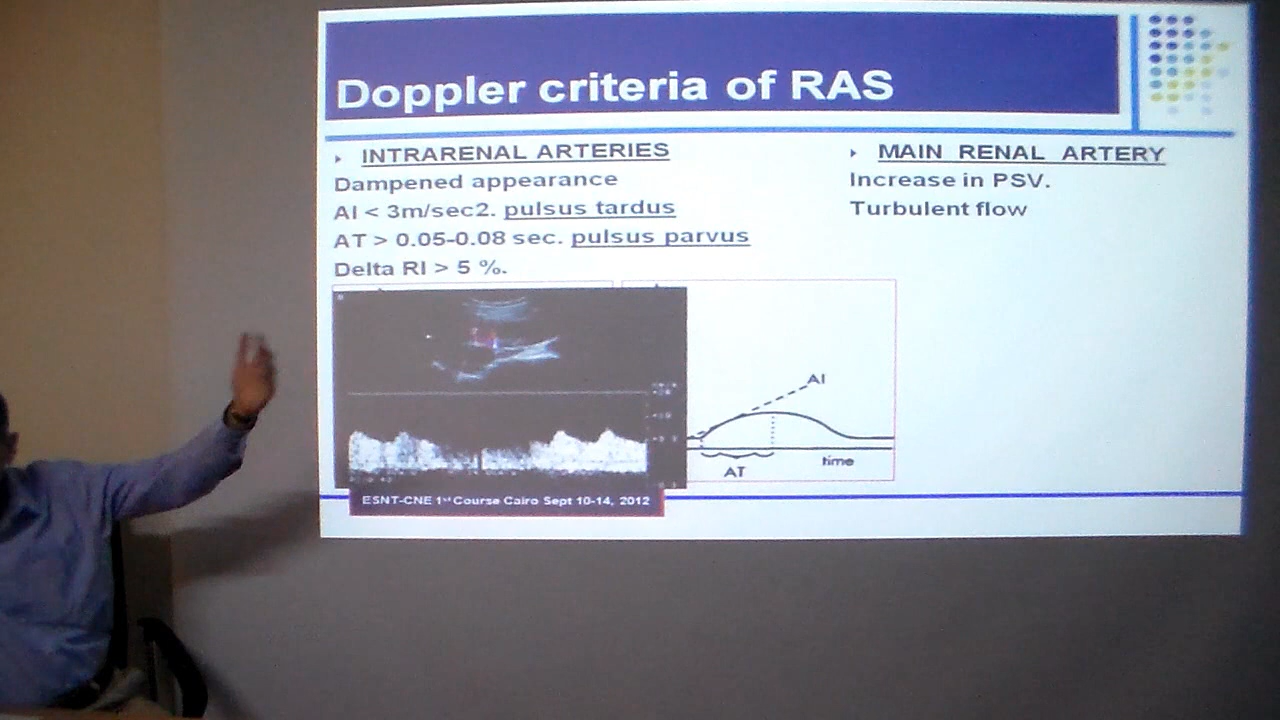 Doppler criteria of RAS
INTRARENAL ARTERIES
Dampened appearance
AI < 3m/sec2. pulsus tardus
AT > 0.05-0.08 sec. pulsus parvus
Delta RI > 5 %.
MAIN RENAL ARTERY
Increase in PSV.
Turbulent flow
AI
AT
time
ESNT-CNE 1st Course Cairo Sept 10-14, 2012